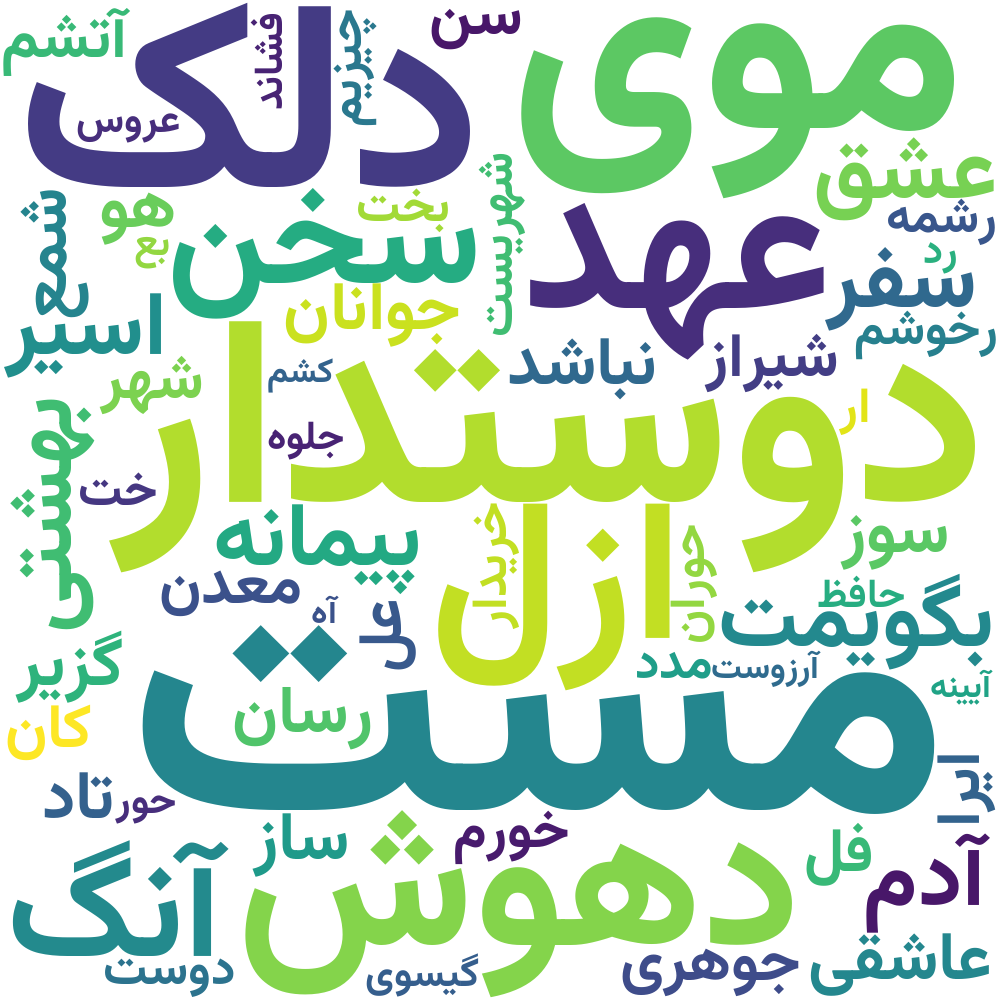 آتشم
دلک
فشاند
چیزیم
سن
موی
عروس
عشق
شمع
هو
بع
بخت
شهریست
رشمه
رد
سخن
عهد
سفر
جوانان
اسیر
رخوشم
شیراز
نباشد
کشم
شهر
دوستدار
ار
جلوه
بهشتی
خت
پیمانه
ازل
خریدار
سوز
حوران
معدن
آه
عل
حافظ
بگویمت
گزیر
مدد
آرزوست
آیینه
مست
رسان
کان
تاد
حور
ایرا
ساز
خورم
فل
آدم
آنگ
دهوش
دوست
گیسوی
جوهری
عاشقی